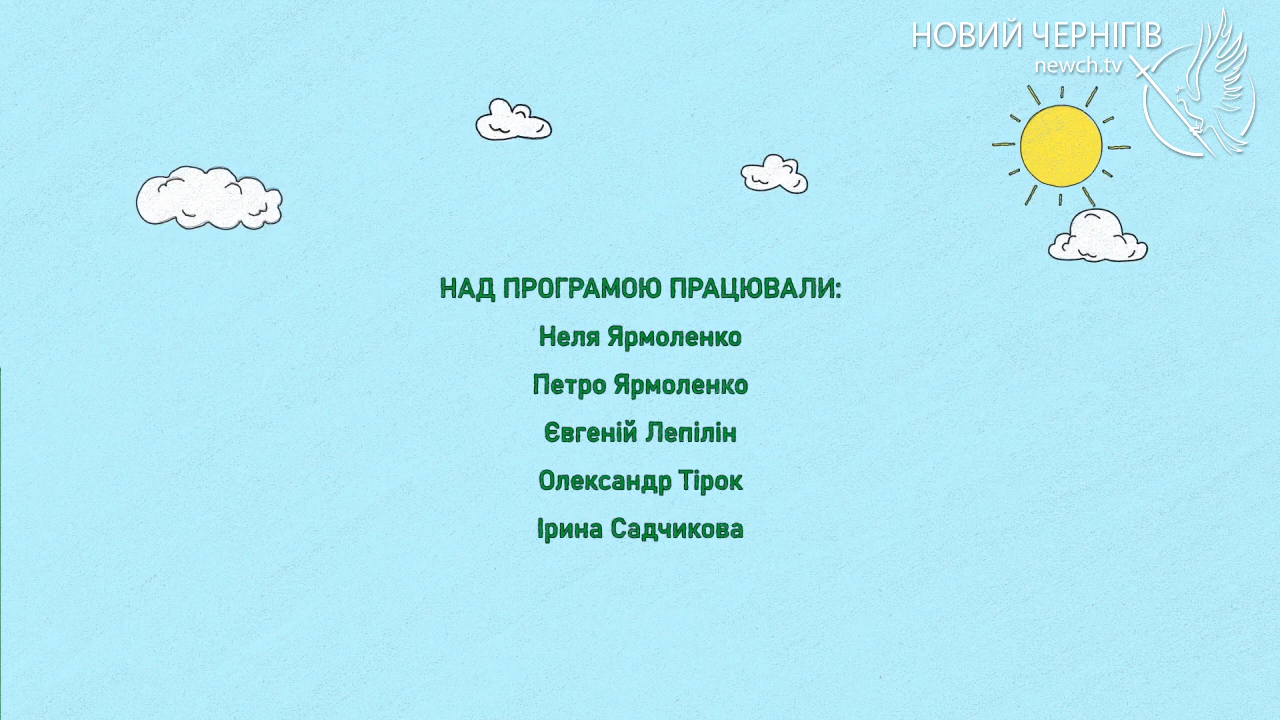 НОВИЙ ЧЕРНІГІВ
newch.tv
НАД ПРОГРАМОЮ ПРАЦЮВАЛИ:
Неля Ярмоленко
Петро Ярмоленко
Євгеній Лепілін
Олександр Тірок
Ірина Садчикова